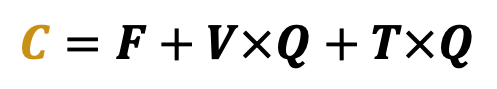 C = F + V×Q + T×Q